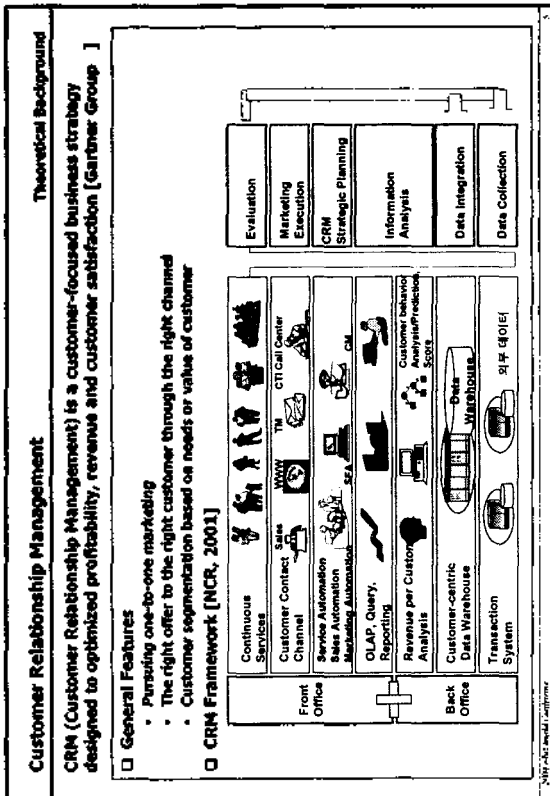 Customer Relationship Management
Theoretical Background
CRM (Customer Relationship Management) is a customer-focused business strategy
designed to optimized profitability, revenue and customer satisfaction [Gartner Group ]
□ General Features
• Pursuing one-to-one marketing
• The right offer to the right customer through the right channel
• Customer segmentation based on needs or value of customer
□ CRM Framework [NCR, 2001]
Front
Office
Back
Office
Continuous
Services
Evaluation
Customer Contact
Channel
Sales
WWW
TM
CTI Call Center
Marketing
Execution
Service Automation
Sales Automation
Marketing Automation
SFA
CM
CRM
Strategic Planning
OLAP, Query,
Reporting
Information
Analysis
Revenue per Custom
Analysis
Customer behavior
Analysis/Prediction,
Score
Customer-centric
Data Warehouse
Data
Warehouse
Data Integration
Transaction
System
외부 데이터
Data Collection